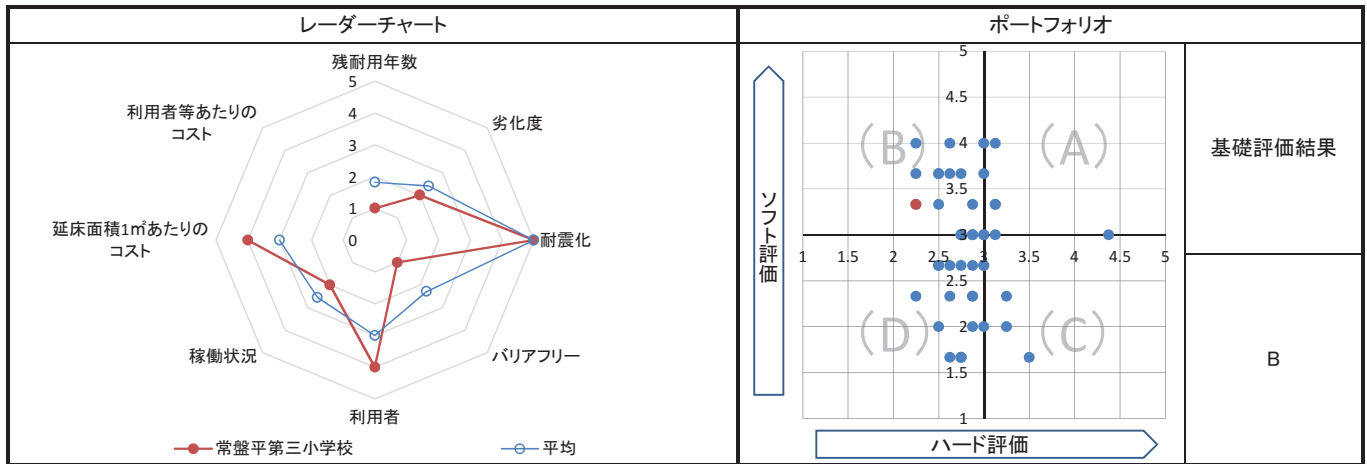 レーダーチャート
残耐用年数
5
4
3
2
1
0
劣化度
耐震化
バリアフリー
利用者
稼働状況
延床面積1㎡あたりの
コスト
利用者等あたりの
コスト
常盤平第三小学校
平均
ポートフォリオ
ソフト評価
5
4.5
4
3.5
3
2.5
2
1.5
1
1 1.5 2 2.5 3 3.5 4 4.5 5
(B) (A)
(D) (C)
ハード評価
基礎評価結果
B